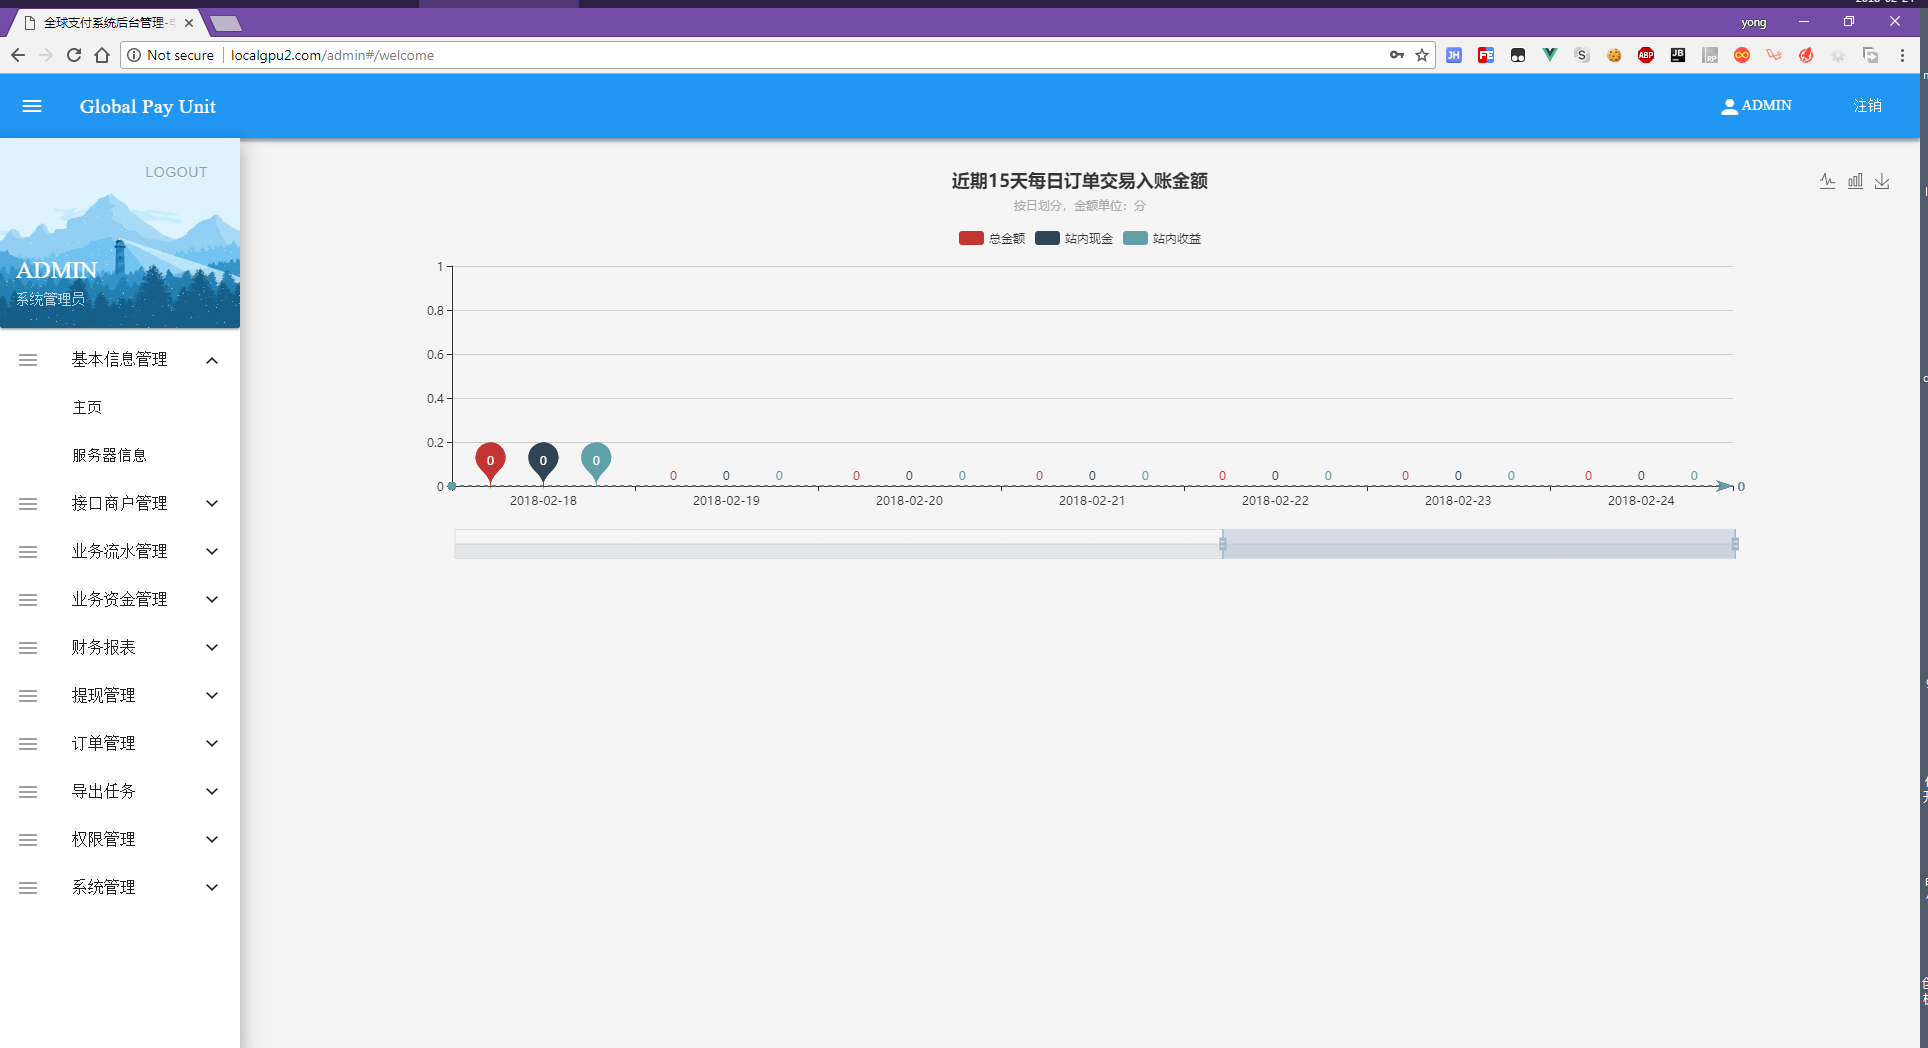 全球支付系统后台管理-
yong
Not secure
localgpu2.com/admin#/welcome
Global Pay Unit
ADMIN
注销
LOGOUT
ADMIN
系统管理员
基本信息管理
主页
服务器信息
接口商户管理
业务流水管理
业务资金管理
财务报表
提现管理
订单管理
导出任务
权限管理
系统管理
近期15天每日订单交易入账金额
按日划分，金额单位：分
总金额 站内现金 站内收益
1
0.8
0.6
0.4
0.2
0
0 0 0 0 0 0 0 0 0 0 0 0 0 0 0 0 0 0 0 0 0
0
2018-02-18 2018-02-19 2018-02-20 2018-02-21 2018-02-22 2018-02-23 2018-02-24